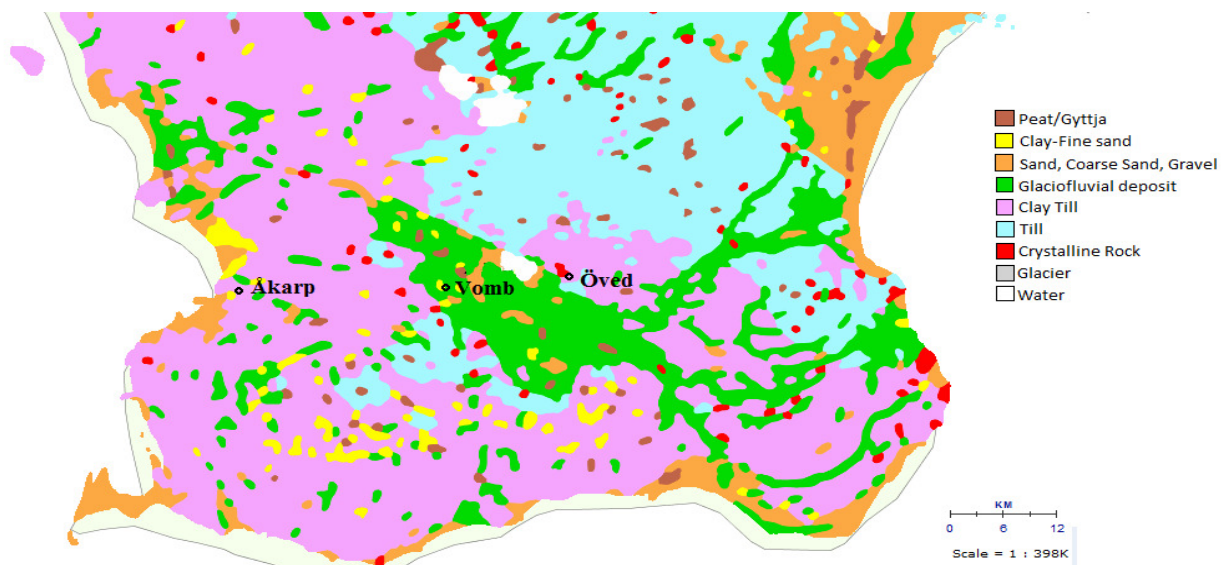 Peat/Gyttja
Clay-Fine sand
Sand, Coarse Sand, Gravel
Glaciofluvial deposit
Clay Till
Till
Crystalline Rock
Glacier
Water
Åkarp
Vomb
Öved
KM
0 6 12
Scale = 1 : 398K